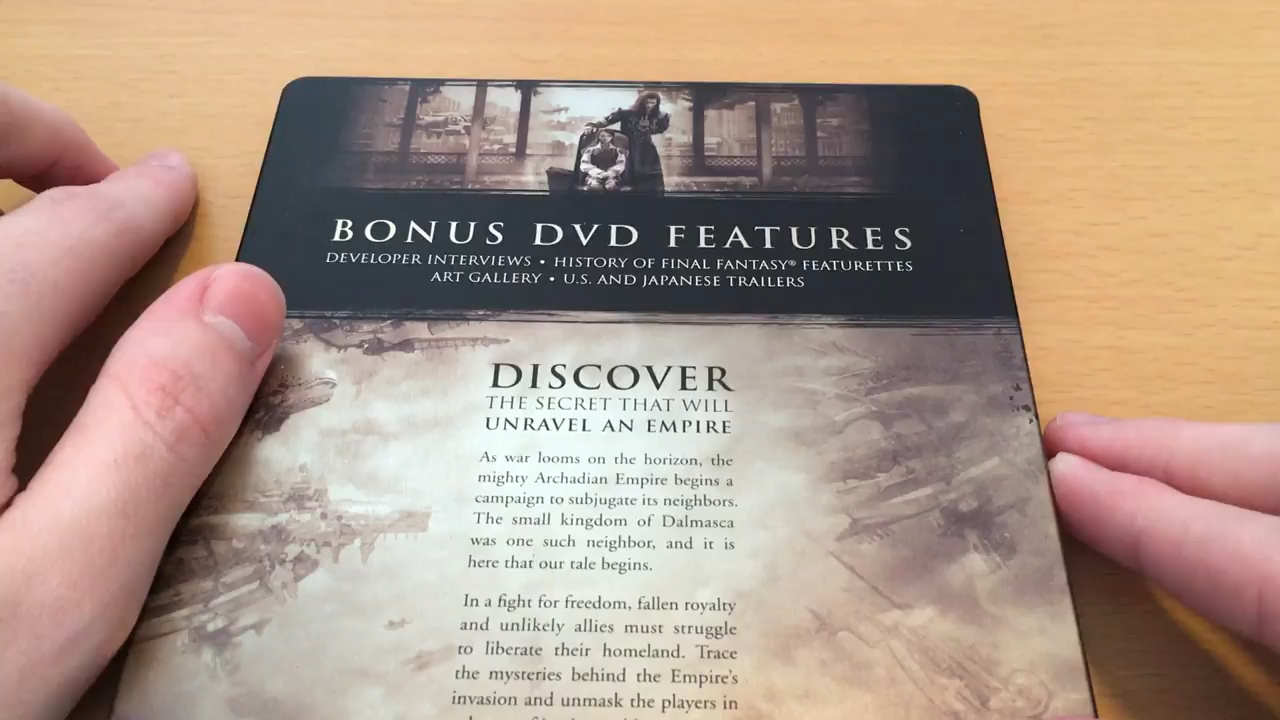 BONUS DVD FEATURES
DEVELOPER INTERVIEWS • HISTORY OF FINAL FANTASY® FEATURETTES
ART GALLERY • U.S. AND JAPANESE TRAILERS
DISCOVER
THE SECRET THAT WILL
UNRAVEL AN EMPIRE
As war looms on the horizon, the
mighty Archadian Empire begins a
campaign to subjugate its neighbors.
The small kingdom of Dalmasca
was one such neighbor, and it is
here that our tale begins.
In a fight for freedom, fallen royalty
and unlikely allies must struggle
to liberate their homeland. Trace
the mysteries behind the Empire's
invasion and unmask the players in